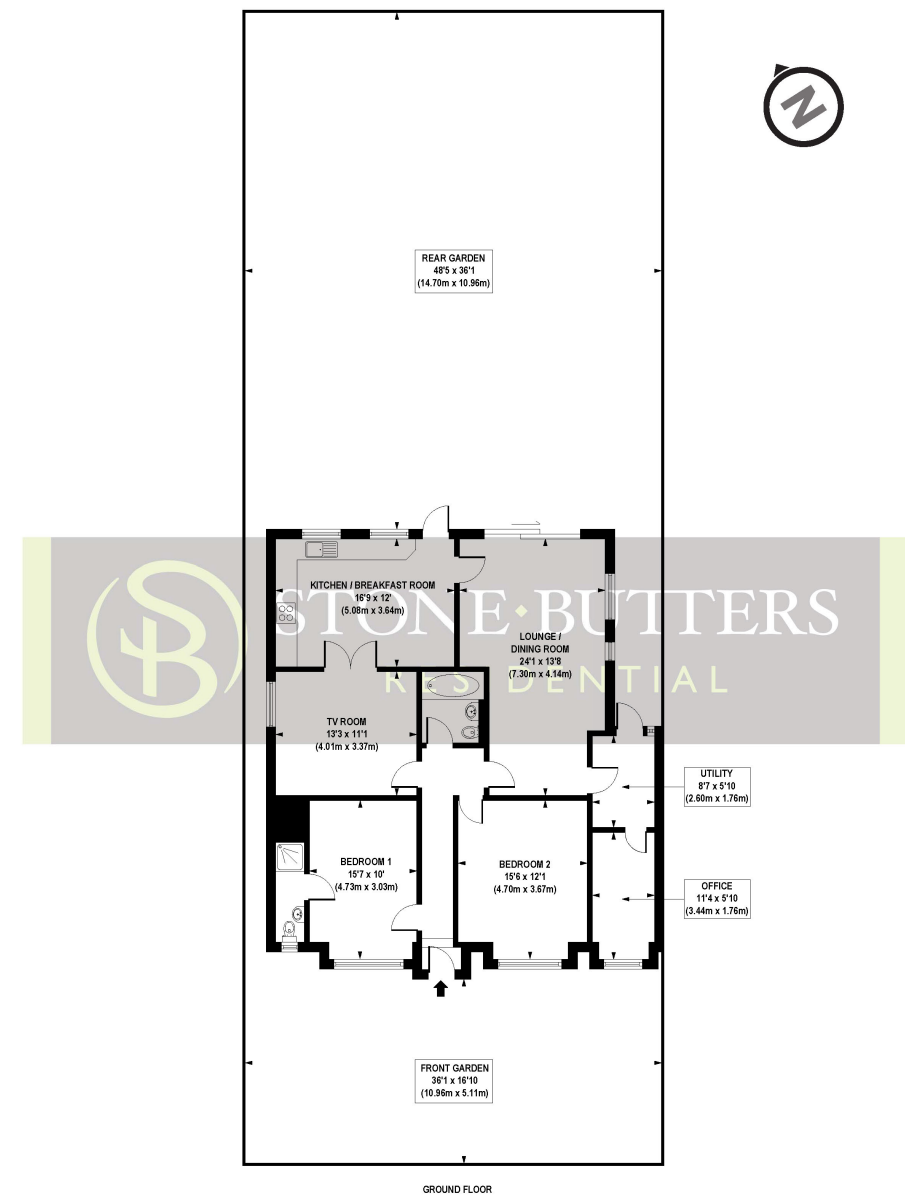 N
REAR GARDEN
48'5 x 36'1
(14.70m x 10.96m)
KITCHEN / BREAKFAST ROOM
16'9 x 12'
(5.08m x 3.64m)
SB
STONE·BUTTERS
RESIDENTIAL
LOUNGE /
DINING ROOM
24'1 x 13'8
(7.30m x 4.14m)
TV ROOM
13'3 x 11'1
(4.01m x 3.37m)
UTILITY
8'7 x 5'10
(2.60m x 1.76m)
BEDROOM 1
15'7 x 10'
(4.73m x 3.03m)
BEDROOM 2
15'6 x 12'1
(4.70m x 3.67m)
OFFICE
11'4 x 5'10
(3.44m x 1.76m)
FRONT GARDEN
36'1 x 16'10
(10.96m x 5.11m)
GROUND FLOOR